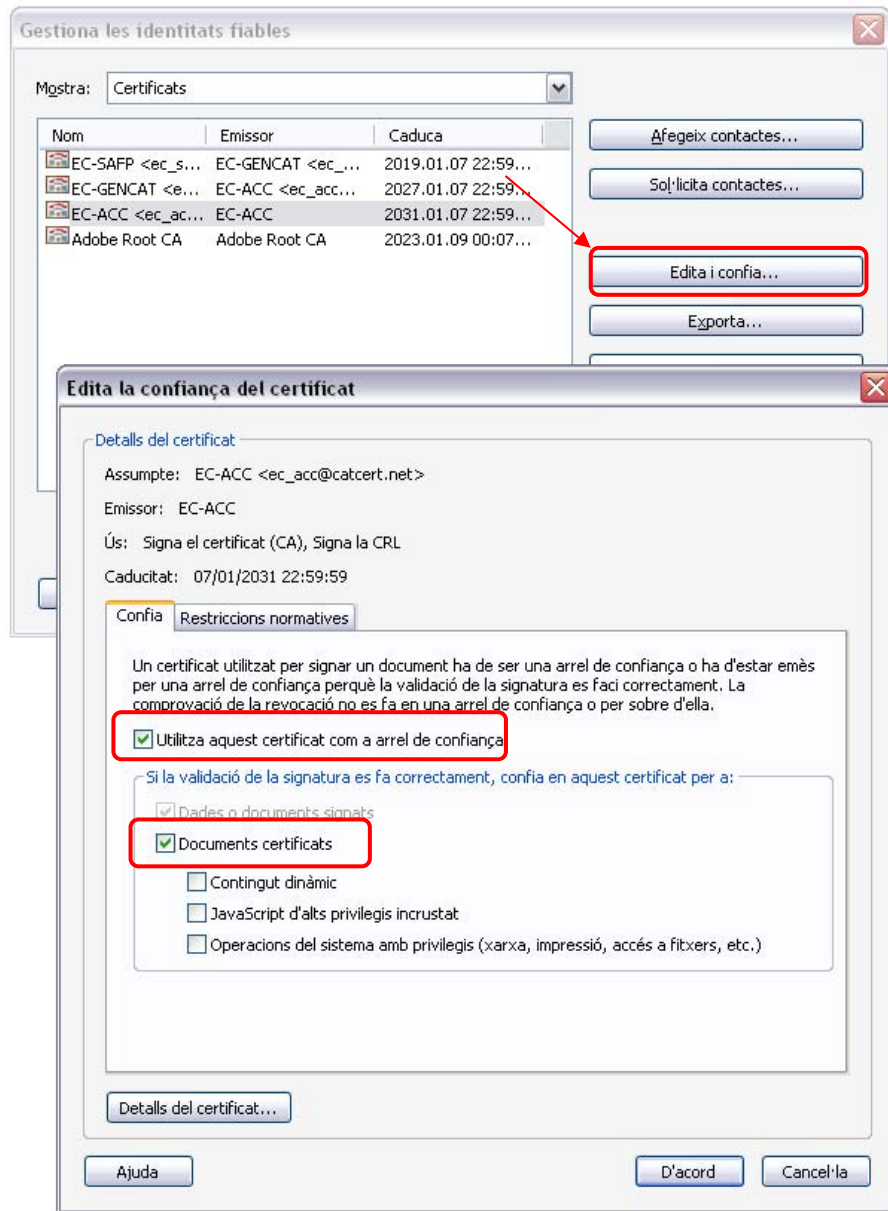 Gestiona les identitats fiables
Mostra: Certificats
Nom Emissor Caduca
EC-SAFP <ec_s... EC-GENCAT <ec_... 2019.01.07 22:59...
EC-GENCAT <e... EC-ACC <ec_acc... 2027.01.07 22:59...
EC-ACC <ec_ac... EC-ACC 2031.01.07 22:59...
Adobe Root CA Adobe Root CA 2023.01.09 00:07...
Afegeix contactes...
Sol·licita contactes...
Edita i confia...
Exporta...
Edita la confiança del certificat
Detalls del certificat
Assumpte: EC-ACC <ec_acc@catcert.net>
Emissor: EC-ACC
Ús: Signa el certificat (CA), Signa la CRL
Caducitat: 07/01/2031 22:59:59
Confia Restriccions normatives
Un certificat utilitzat per signar un document ha de ser una arrel de confiança o ha d'estar emès
per una arrel de confiança perquè la validació de la signatura es faci correctament. La
comprovació de la revocació no es fa en una arrel de confiança o per sobre d'ella.
Utilitza aquest certificat com a arrel de confiança
Si la validació de la signatura es fa correctament, confia en aquest certificat per a:
Dades o documents signats
Documents certificats
Contingut dinàmic
JavaScript d'alts privilegis incrustat
Operacions del sistema amb privilegis (xarxa, impressió, accés a fitxers, etc.)
Detalls del certificat...
Ajuda D'acord Cancel·la